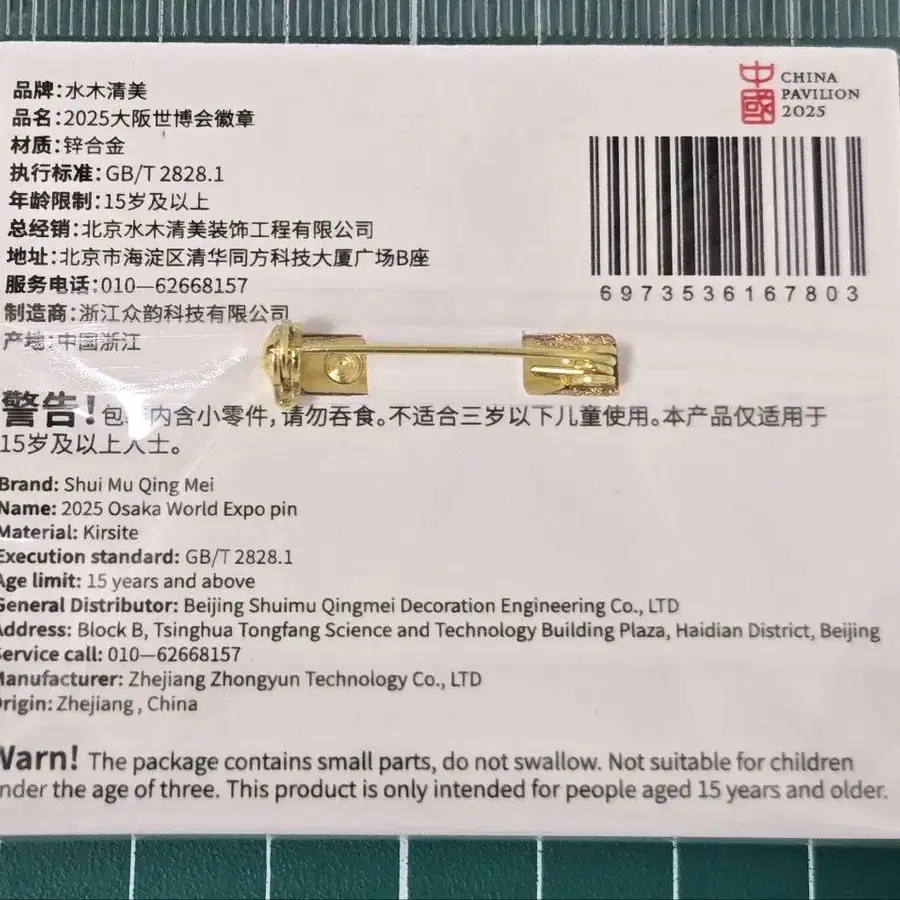 品牌:水木清美
品名:2025大阪世博会徽章
材质:锌合金
执行标准:GB/T 2828.1
年龄限制:15岁及以上
总经销:北京水木清美装饰工程有限公司
地址:北京市海淀区清华同方科技大厦广场B座
服务电话:010—62668157
制造商:浙江众韵科技有限公司
产地:中国浙江
中國
CHINA
PAVILION
2025
6973536167803
警告!包 内含小零件,请勿吞食。不适合三岁以下儿童使用。本产品仅适用于
15岁及以上人士。
Brand: Shui Mu Qing Mei
Name: 2025 Osaka World Expo pin
Material: Kirsite
Execution standard: GB/T 2828.1
Age limit: 15 years and above
General Distributor: Beijing Shuimu Qingmei Decoration Engineering Co., LTD
Address: Block B, Tsinghua Tongfang Science and Technology Building Plaza, Haidian District, Beijing
Service call: 010—62668157
Manufacturer: Zhejiang Zhongyun Technology Co., LTD
Origin: Zhejiang , China
Warn! The package contains small parts, do not swallow. Not suitable for children
under the age of three. This product is only intended for people aged 15 years and older.